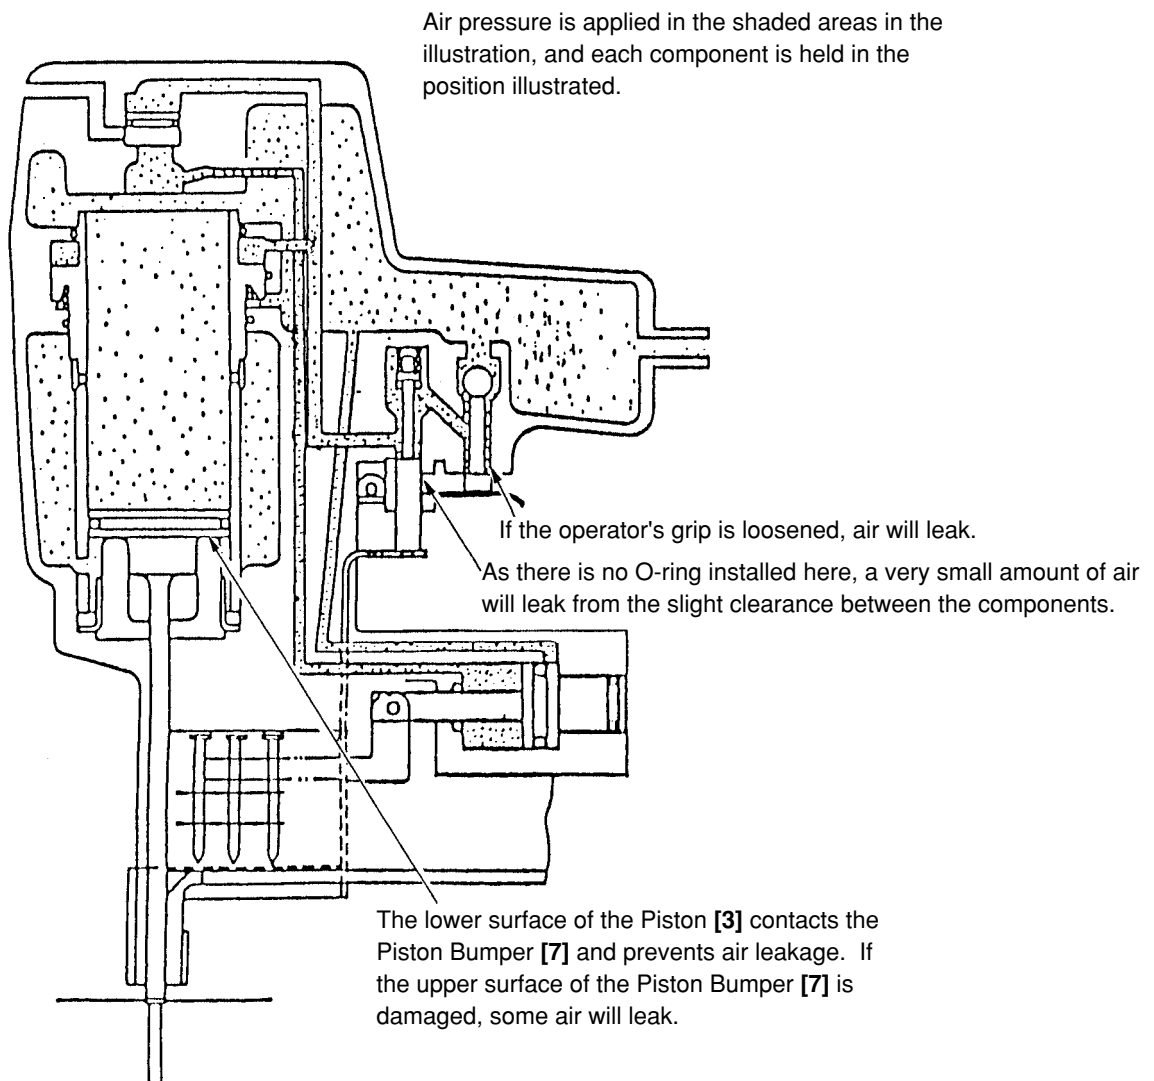 Air pressure is applied in the shaded areas in the
illustration, and each component is held in the
position illustrated.
If the operator's grip is loosened, air will leak.
As there is no O-ring installed here, a very small amount of air
will leak from the slight clearance between the components.
The lower surface of the Piston [3] contacts the
Piston Bumper [7] and prevents air leakage.  If
the upper surface of the Piston Bumper [7] is
damaged, some air will leak.